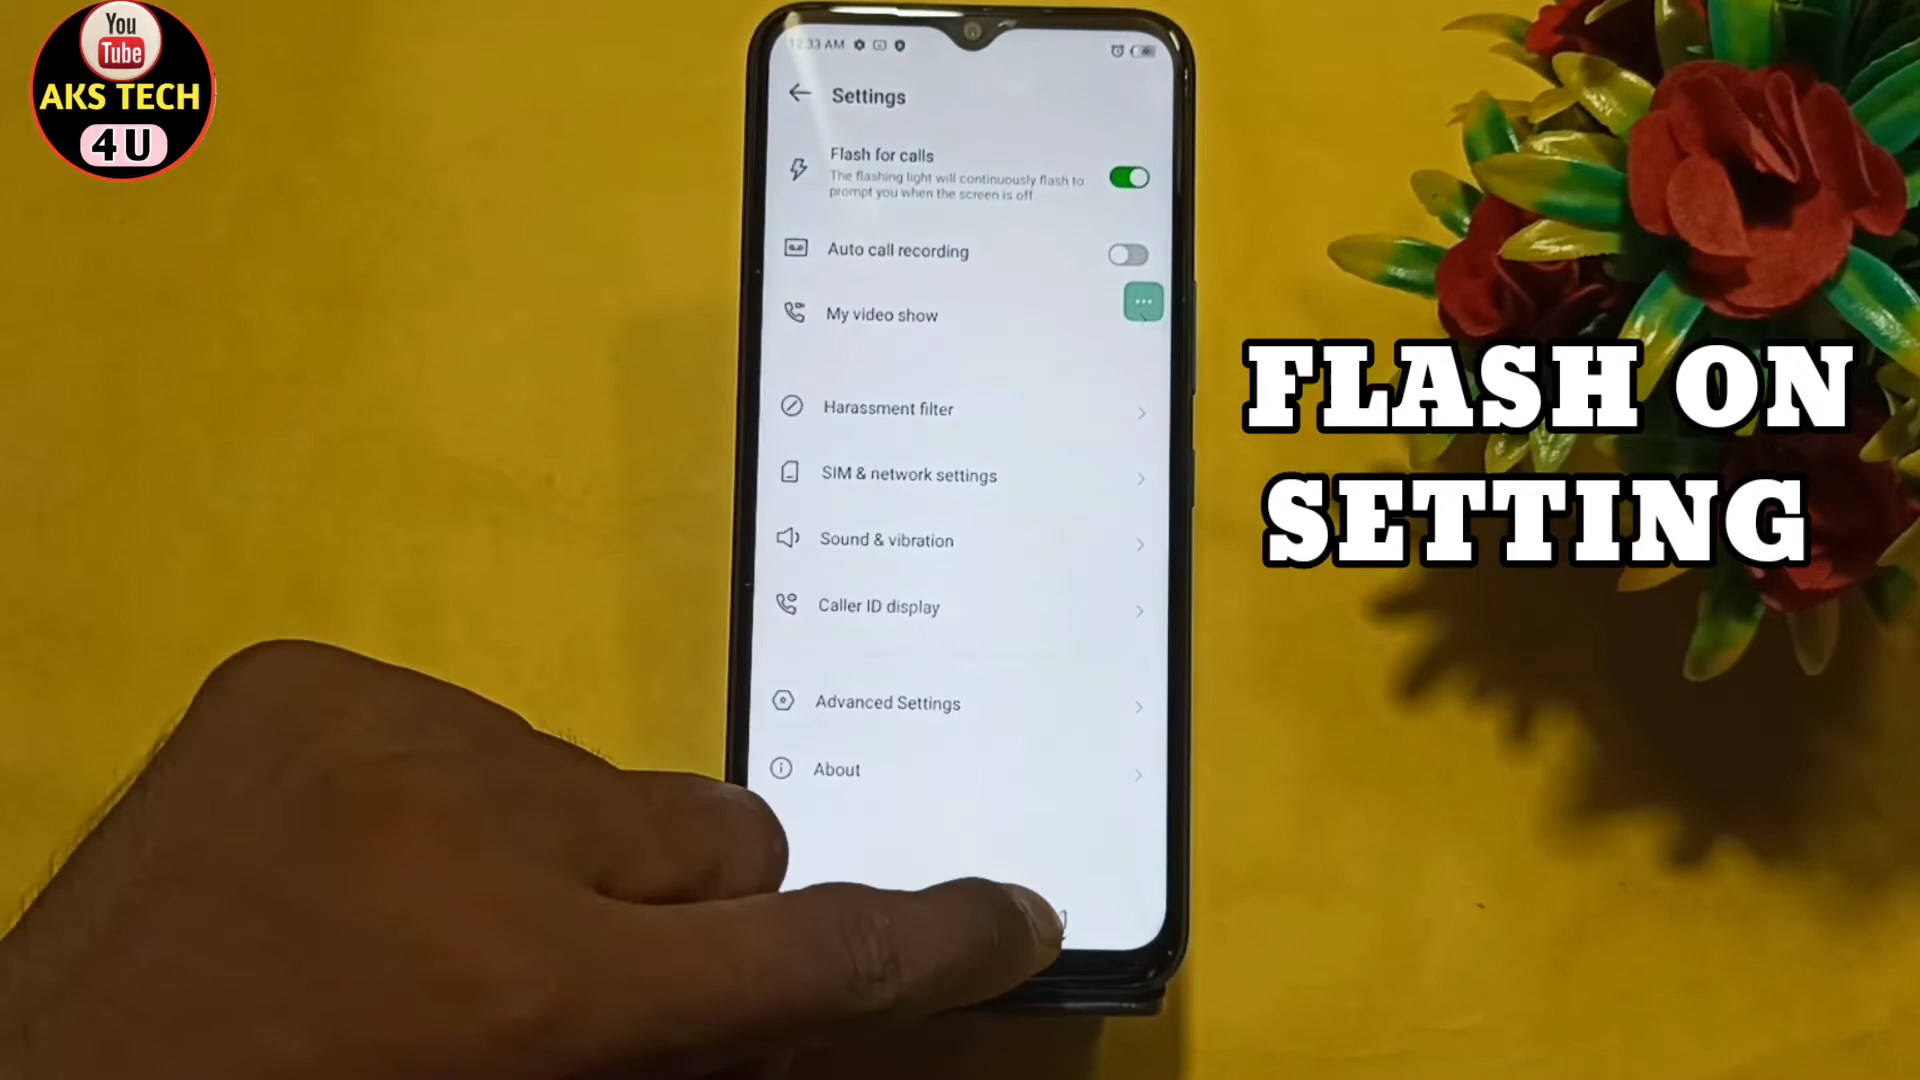 You
Tube
AKS TECH
4 U
12:33 AM
Settings
Flash for calls
The flashing light will continuously flash to
prompt you when the screen is off
Auto call recording
My video show
Harassment filter
SIM & network settings
Sound & vibration
Caller ID display
Advanced Settings
About
FLASH ON
SETTING